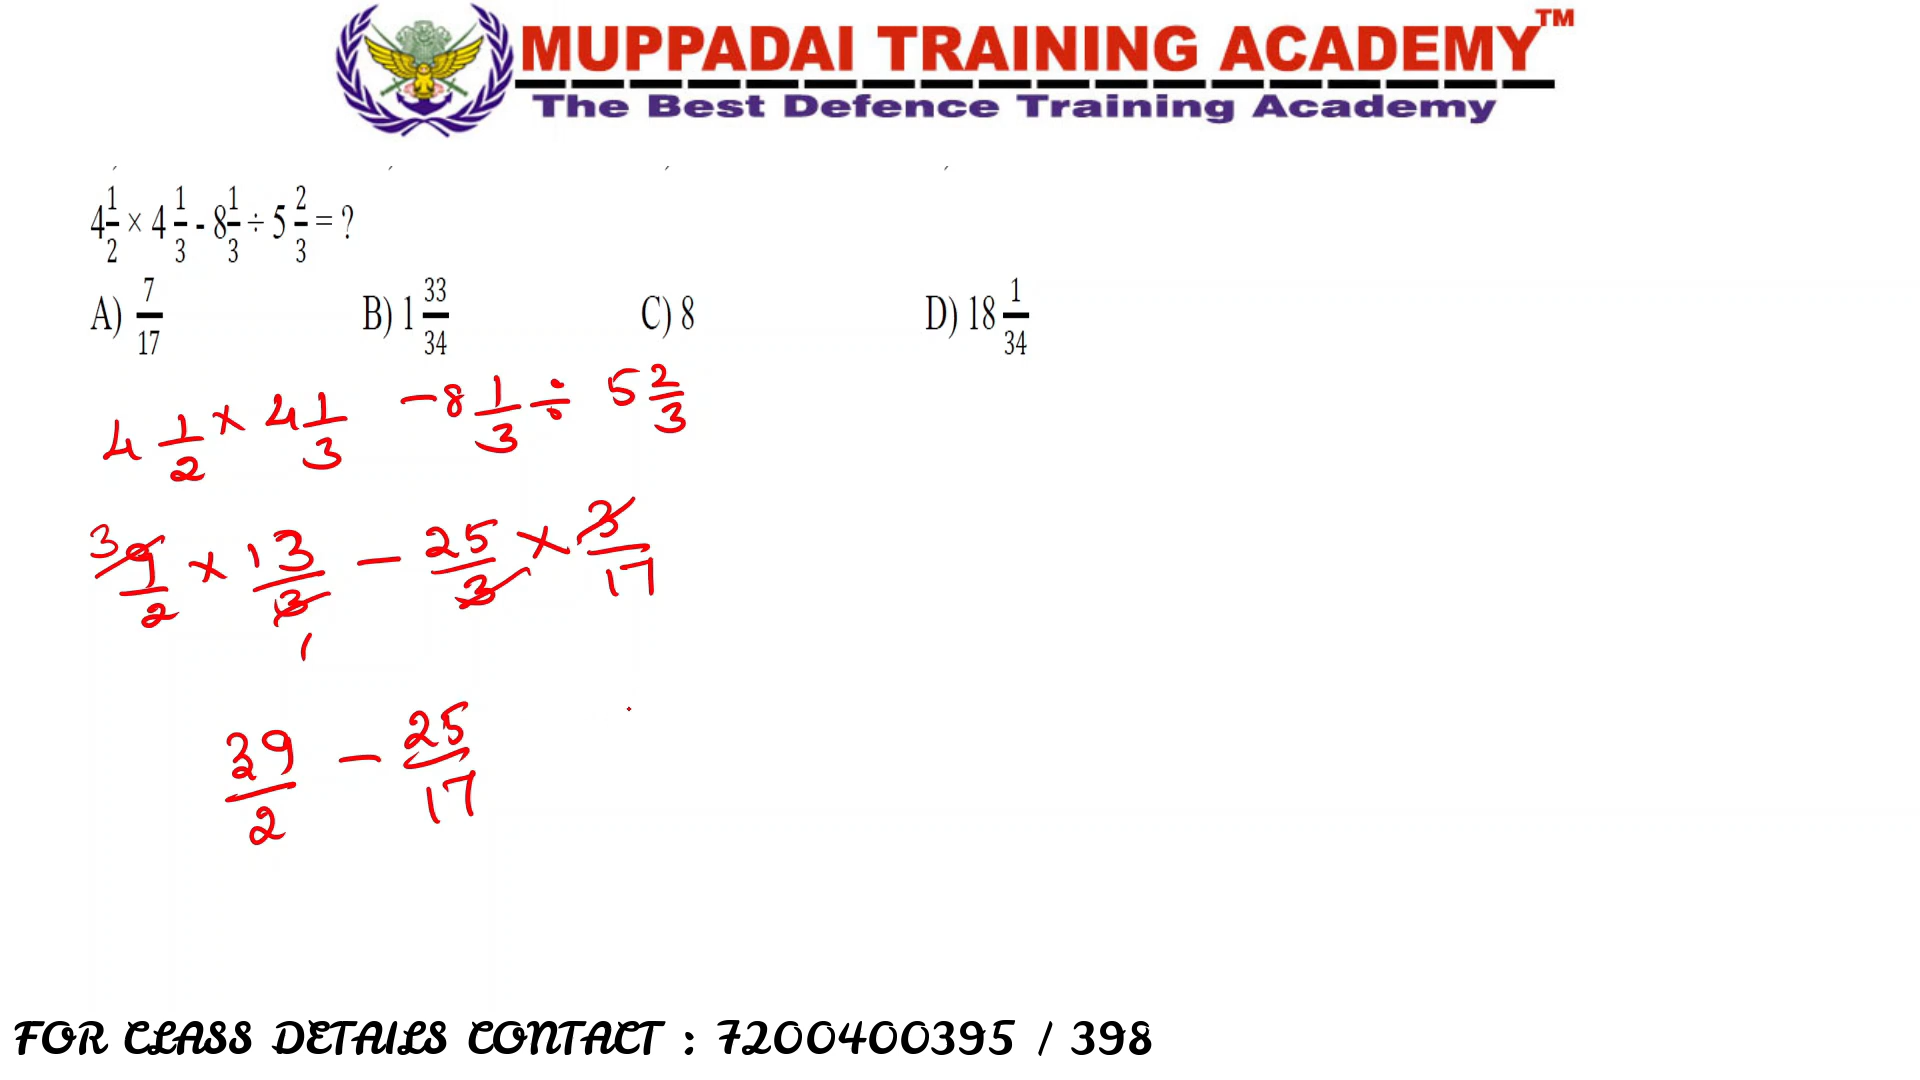 MUPPADAI TRAINING ACADEMY™
The Best Defence Training Academy
4 1/2 × 4 1/3 - 8 1/3 ÷ 5 2/3 = ?
A) 7/17 B) 1 33/34 C) 8 D) 18 1/34
4 1/2 × 4 1/3 - 8 1/3 ÷ 5 2/3
3 9/2 × 13/3 - 25/3 × 3/17
1
39/2 - 25/17
FOR CLASS DETAILS CONTACT : 7200400395 / 398